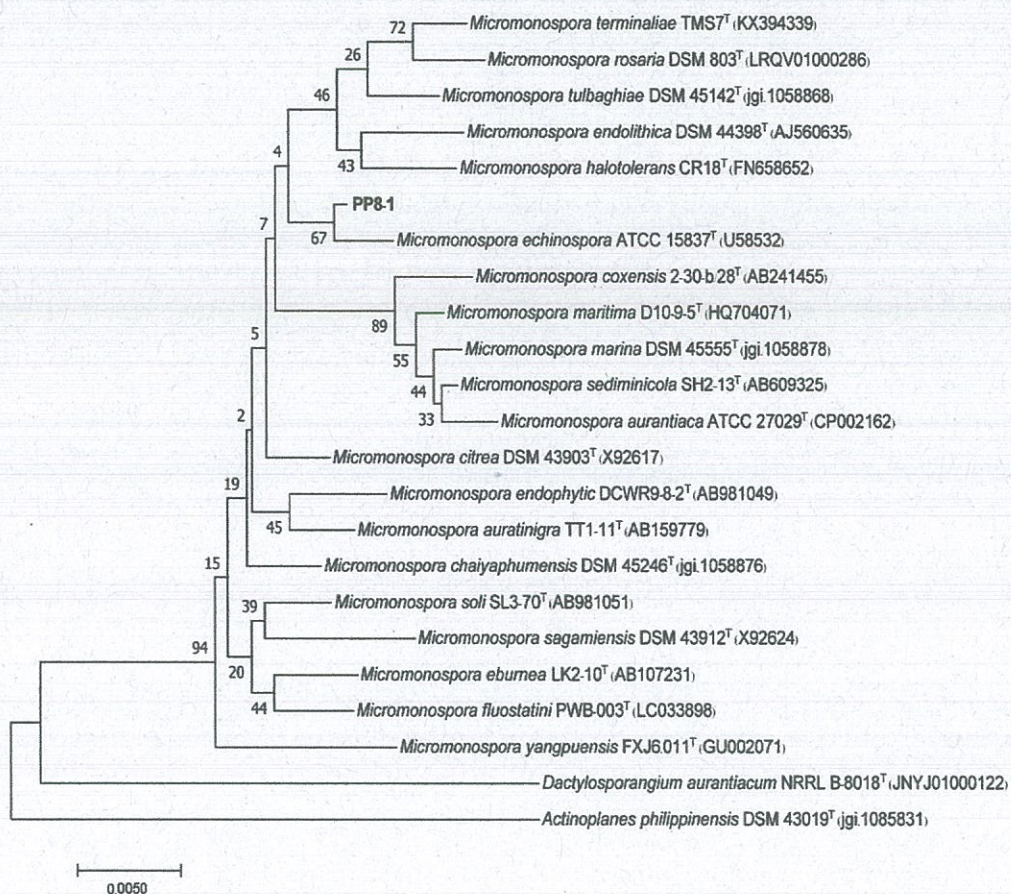 72
Micromonospora terminaliae TMS7ᵀ (KX394339)
26
Micromonospora rosaria DSM 803ᵀ (LRQV01000286)
46
Micromonospora tulbaghiae DSM 45142ᵀ (jgi.1058868)
Micromonospora endolithica DSM 44398ᵀ (AJ560635)
4
43
Micromonospora halotolerans CR18ᵀ (FN658652)
PP8-1
7
67
Micromonospora echinospora ATCC 15837ᵀ (U58532)
Micromonospora coxensis 2-30-b/28ᵀ (AB241455)
89
Micromonospora maritima D10-9-5ᵀ (HQ704071)
5
55
Micromonospora marina DSM 45555ᵀ (jgi.1058878)
44
Micromonospora sediminicola SH2-13ᵀ (AB609325)
2
33
Micromonospora aurantiaca ATCC 27029ᵀ (CP002162)
Micromonospora citrea DSM 43903ᵀ (X92617)
19
Micromonospora endophytic DCWR9-8-2ᵀ (AB981049)
45
Micromonospora auratinigra TT1-11ᵀ (AB159779)
15
Micromonospora chaiyaphumensis DSM 45246ᵀ (jgi.1058876)
39
Micromonospora soli SL3-70ᵀ (AB981051)
94
Micromonospora sagamiensis DSM 43912ᵀ (X92624)
20
Micromonospora eburnea LK2-10ᵀ (AB107231)
44
Micromonospora fluostatini PWB-003ᵀ (LC033898)
Micromonospora yangpuensis FXJ6.011ᵀ (GU002071)
Dactylosporangium aurantiacum NRRL B-8018ᵀ (JNYJ01000122)
Actinoplanes philippinensis DSM 43019ᵀ (jgi.1085831)
0.0050